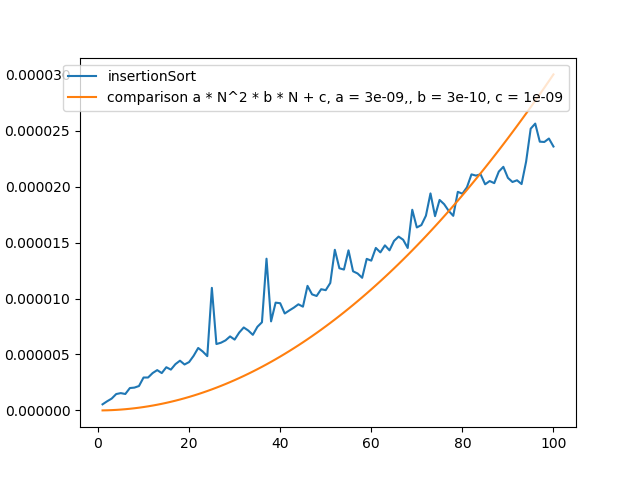 insertionSort
comparison a * N^2 * b * N + c, a = 3e-09,, b = 3e-10, c = 1e-09
0.000030
0.000025
0.000020
0.000015
0.000010
0.000005
0.000000
0 20 40 60 80 100